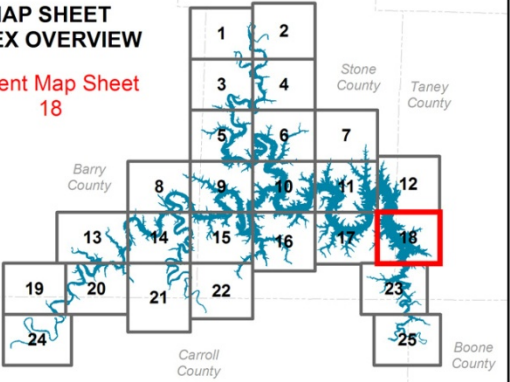 MAP SHEET
EX OVERVIEW
ent Map Sheet
18
1
2
3
4
Stone
County
Taney
County
5
6
7
Barry
County
8
9
10
11
12
13
14
15
16
17
18
19
20
21
22
23
24
25
Carroll
County
Boone
County